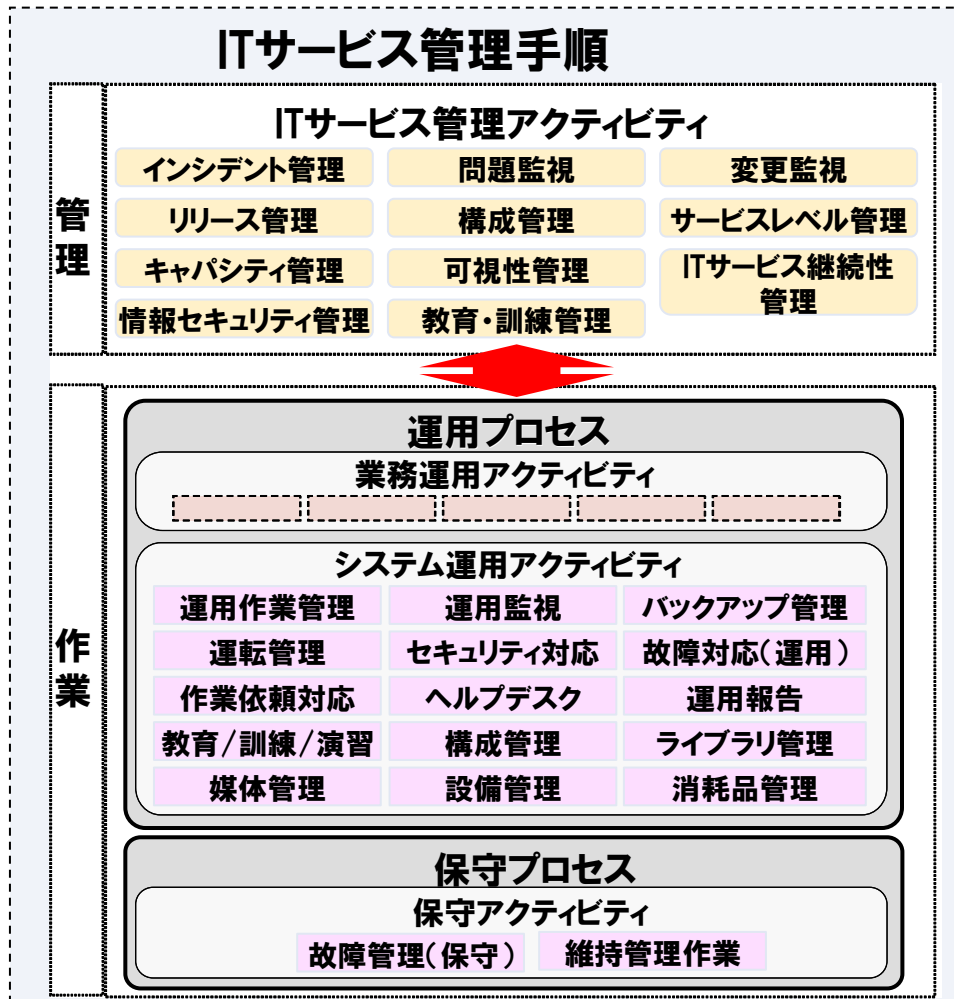 ITサービス管理手順
管理
ITサービス管理アクティビティ
インシデント管理
問題監視
変更監視
リリース管理
構成管理
サービスレベル管理
キャパシティ管理
可視性管理
ITサービス継続性
管理
情報セキュリティ管理
教育・訓練管理
作業
運用プロセス
業務運用アクティビティ
システム運用アクティビティ
運用作業管理
運用監視
バックアップ管理
運転管理
セキュリティ対応
故障対応(運用)
作業依頼対応
ヘルプデスク
運用報告
教育/訓練/演習
構成管理
ライブラリ管理
媒体管理
設備管理
消耗品管理
保守プロセス
保守アクティビティ
故障管理(保守)
維持管理作業